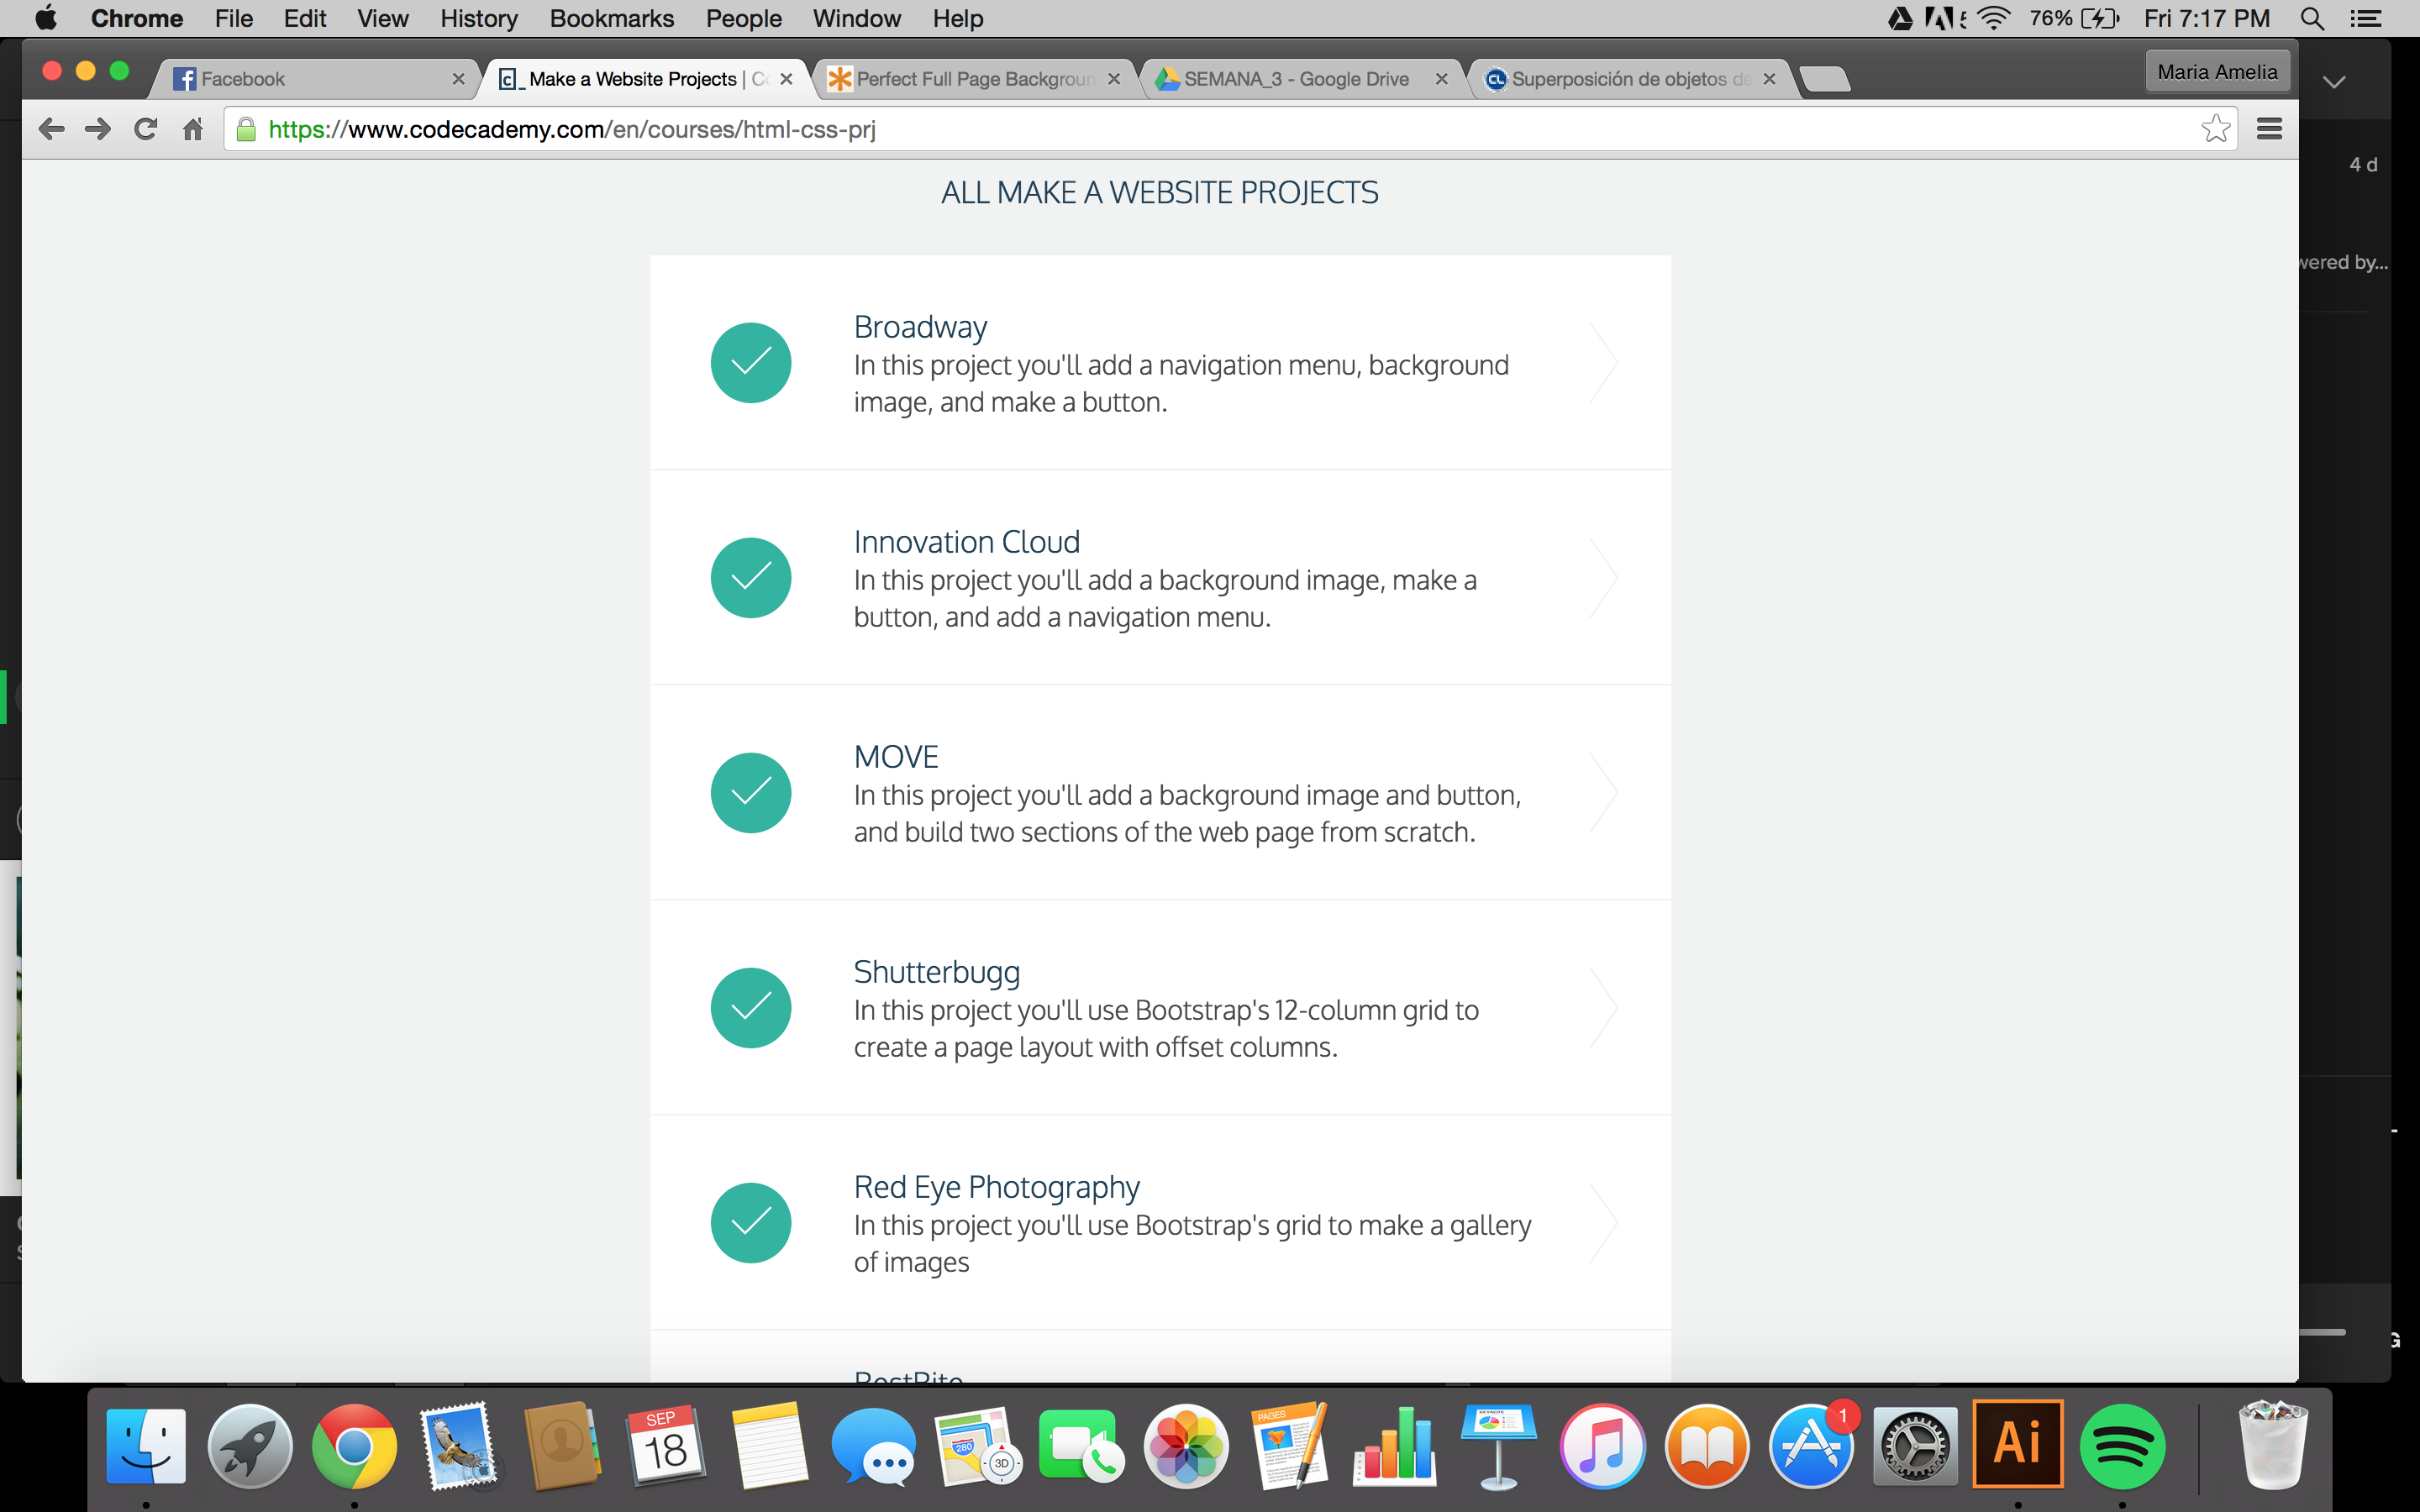 Chrome File Edit View History Bookmarks People Window Help 76% Fri 7:17 PM
Facebook Make a Website Projects | Perfect Full Page SEMANA_3 - Google Drive Superposición de objetos Maria Amelia
https://www.codecademy.com/en/courses/html-css-prj
4 d
ALL MAKE A WEBSITE PROJECTS
by...
Broadway
In this project you'll add a navigation menu, background
image, and make a button.
Innovation Cloud
In this project you'll add a background image, make a
button, and add a navigation menu.
MOVE
In this project you'll add a background image and button,
and build two sections of the web page from scratch.
Shutterbugg
In this project you'll use Bootstrap's 12-column grid to
create a page layout with offset columns.
Red Eye Photography
In this project you'll use Bootstrap's grid to make a gallery
of images
SEP
18
280
3D
PAGES
KEYNOTE
1
Ai